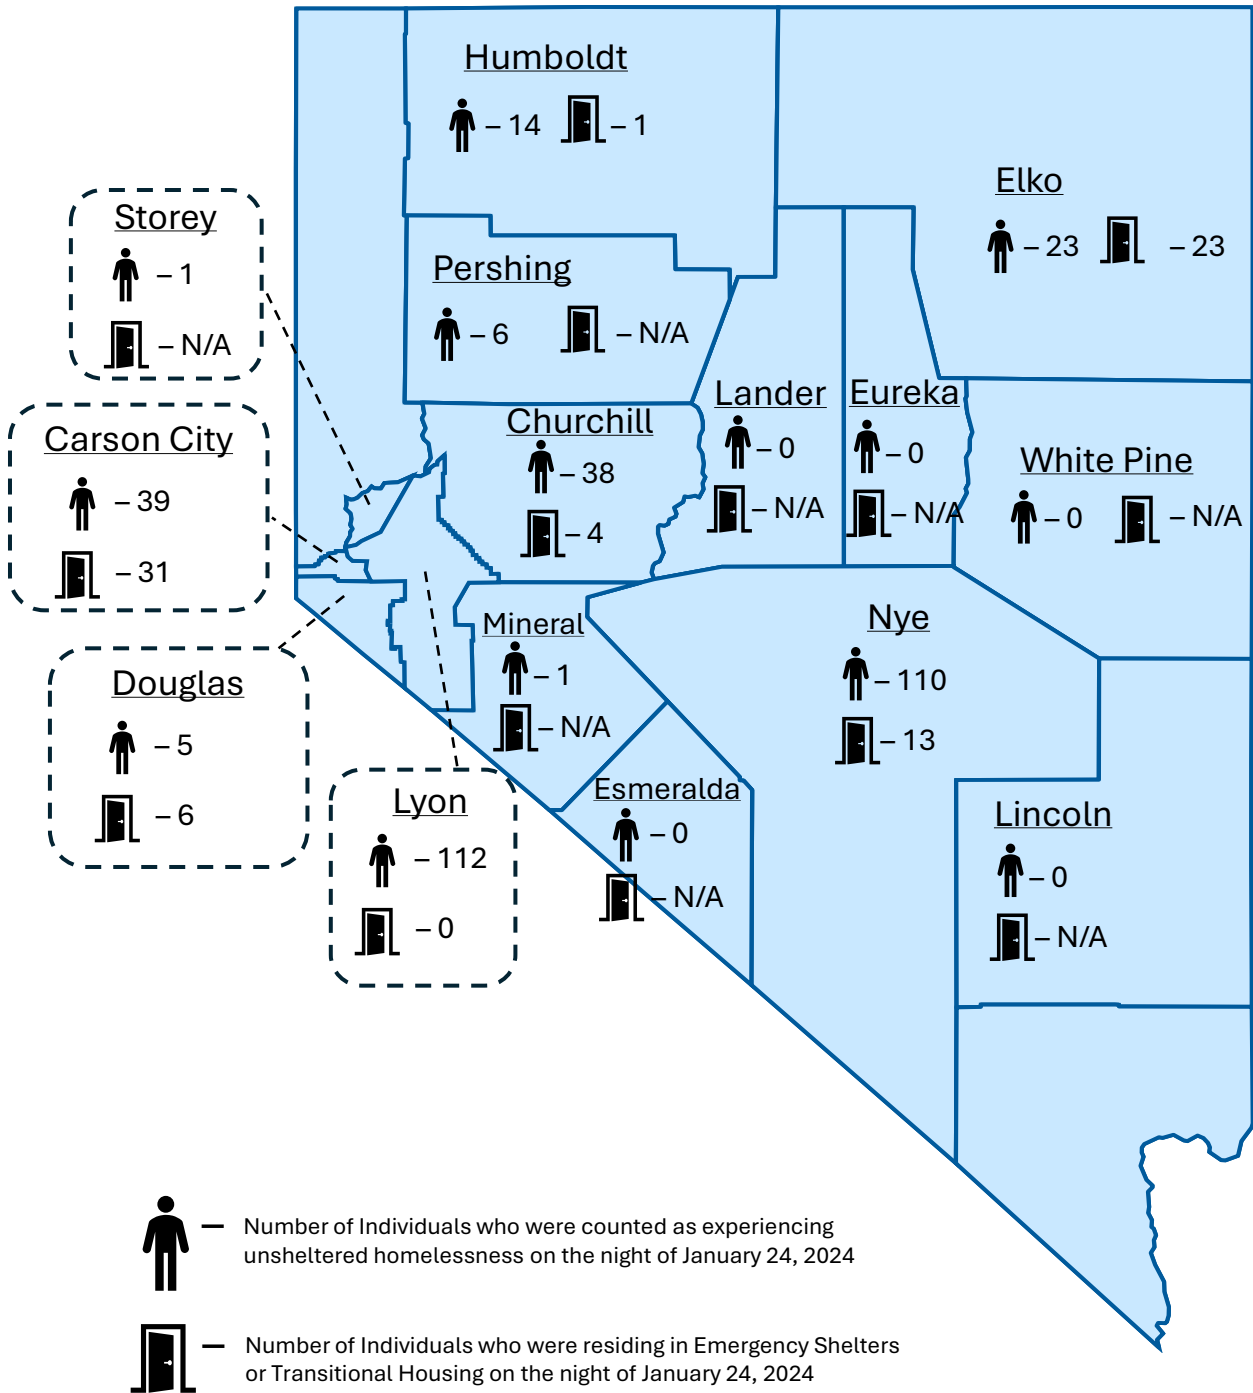 Humboldt
– 14 – 1
Elko
– 23 – 23
Storey
– 1
– N/A
Pershing
– 6 – N/A
Carson City
– 39
– 31
Churchill
– 38
– 4
Lander
– 0
– N/A
Eureka
– 0
– N/A
White Pine
– 0 – N/A
Douglas
– 5
– 6
Mineral
– 1
– N/A
Nye
– 110
– 13
Lyon
– 112
– 0
Esmeralda
– 0
– N/A
Lincoln
– 0
– N/A
– Number of Individuals who were counted as experiencing
unsheltered homelessness on the night of January 24, 2024
– Number of Individuals who were residing in Emergency Shelters
or Transitional Housing on the night of January 24, 2024